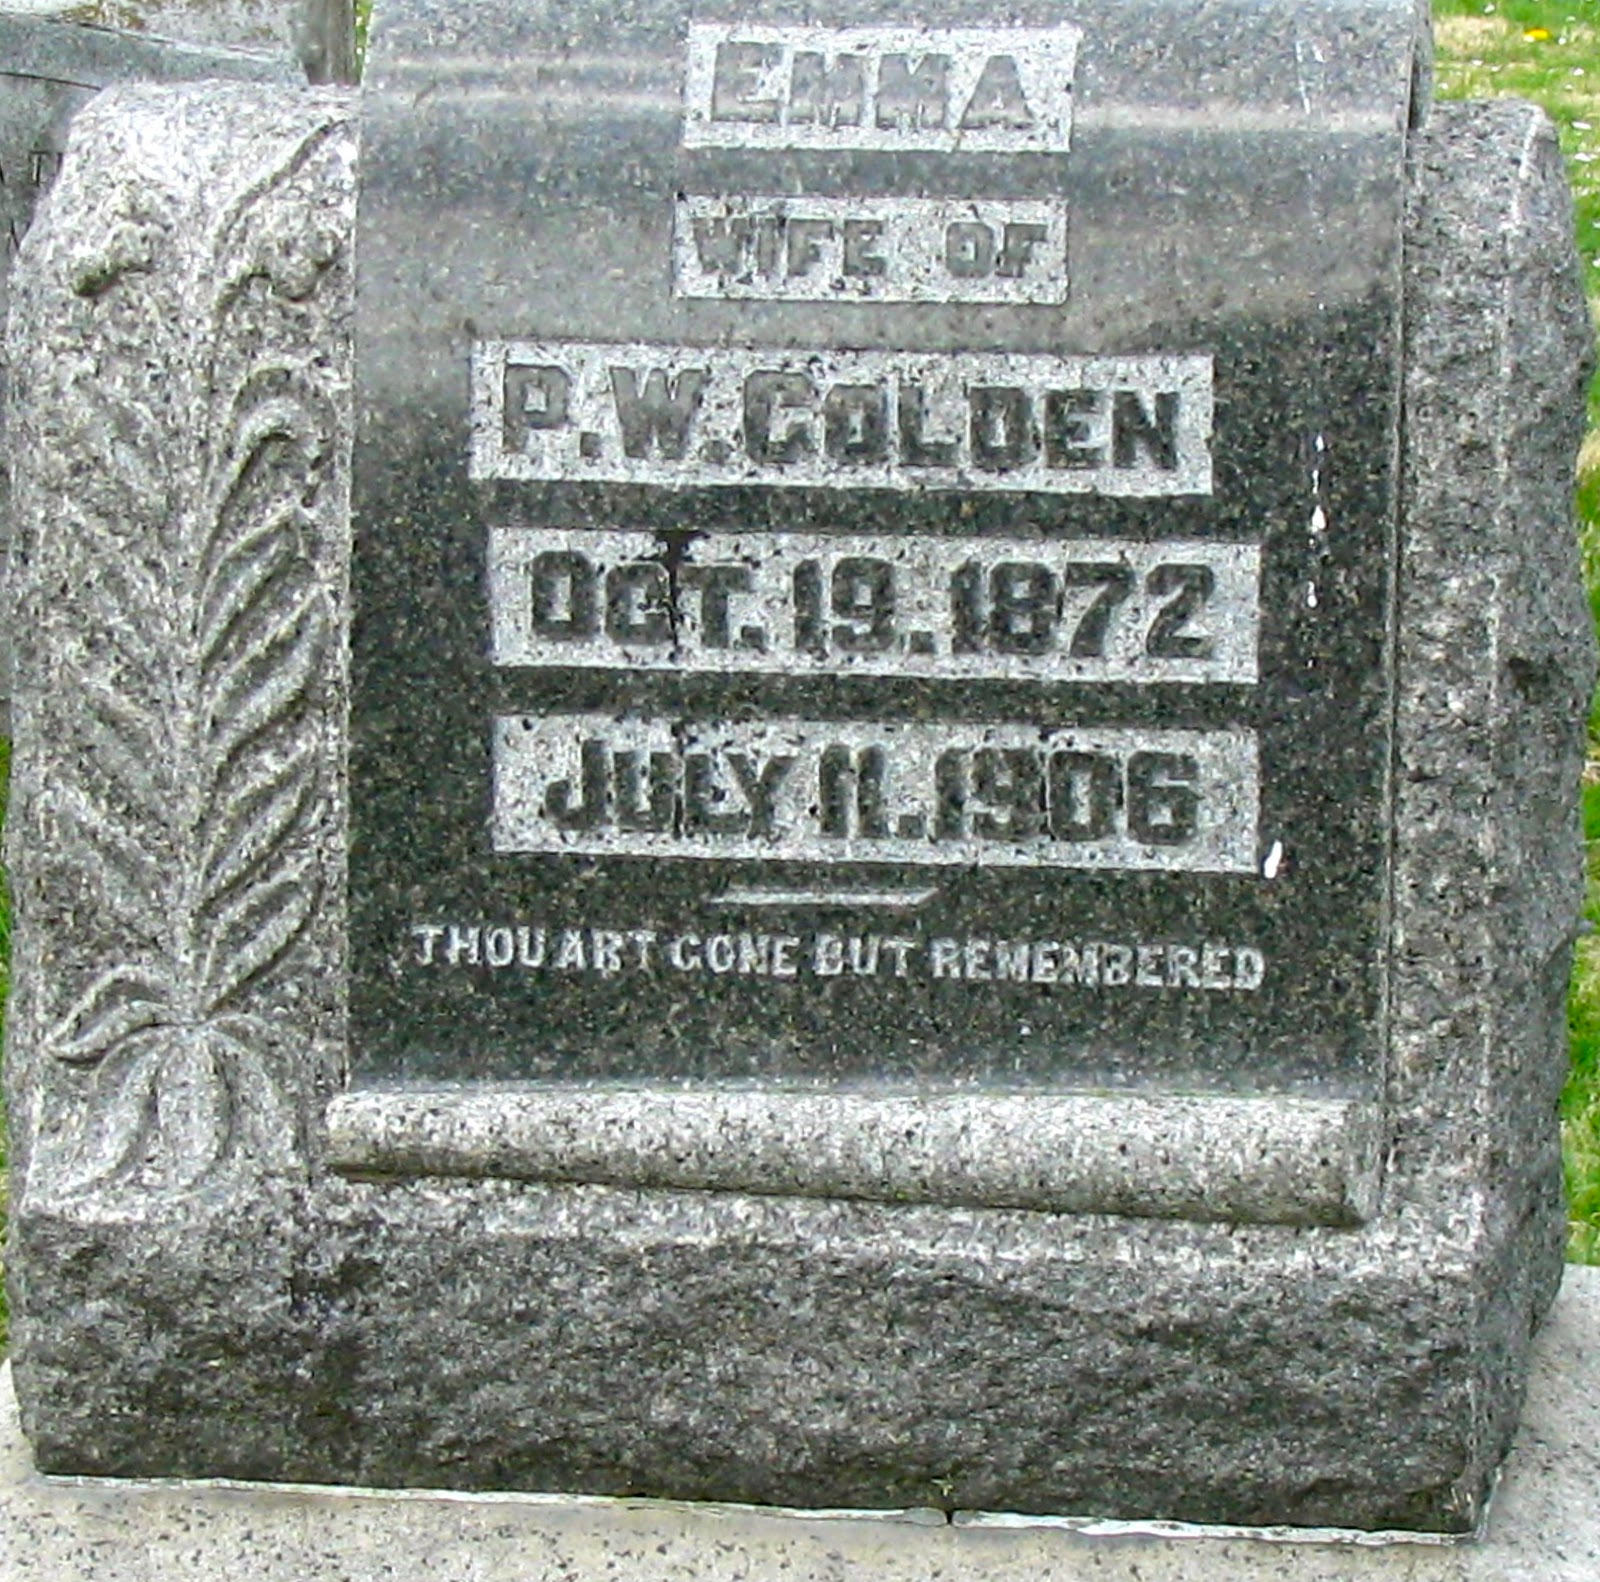 EMMA
WIFE OF
P. W. GOLDEN
OCT. 19. 1872
JULY 11. 1906
THOU ART GONE BUT REMEMBERED